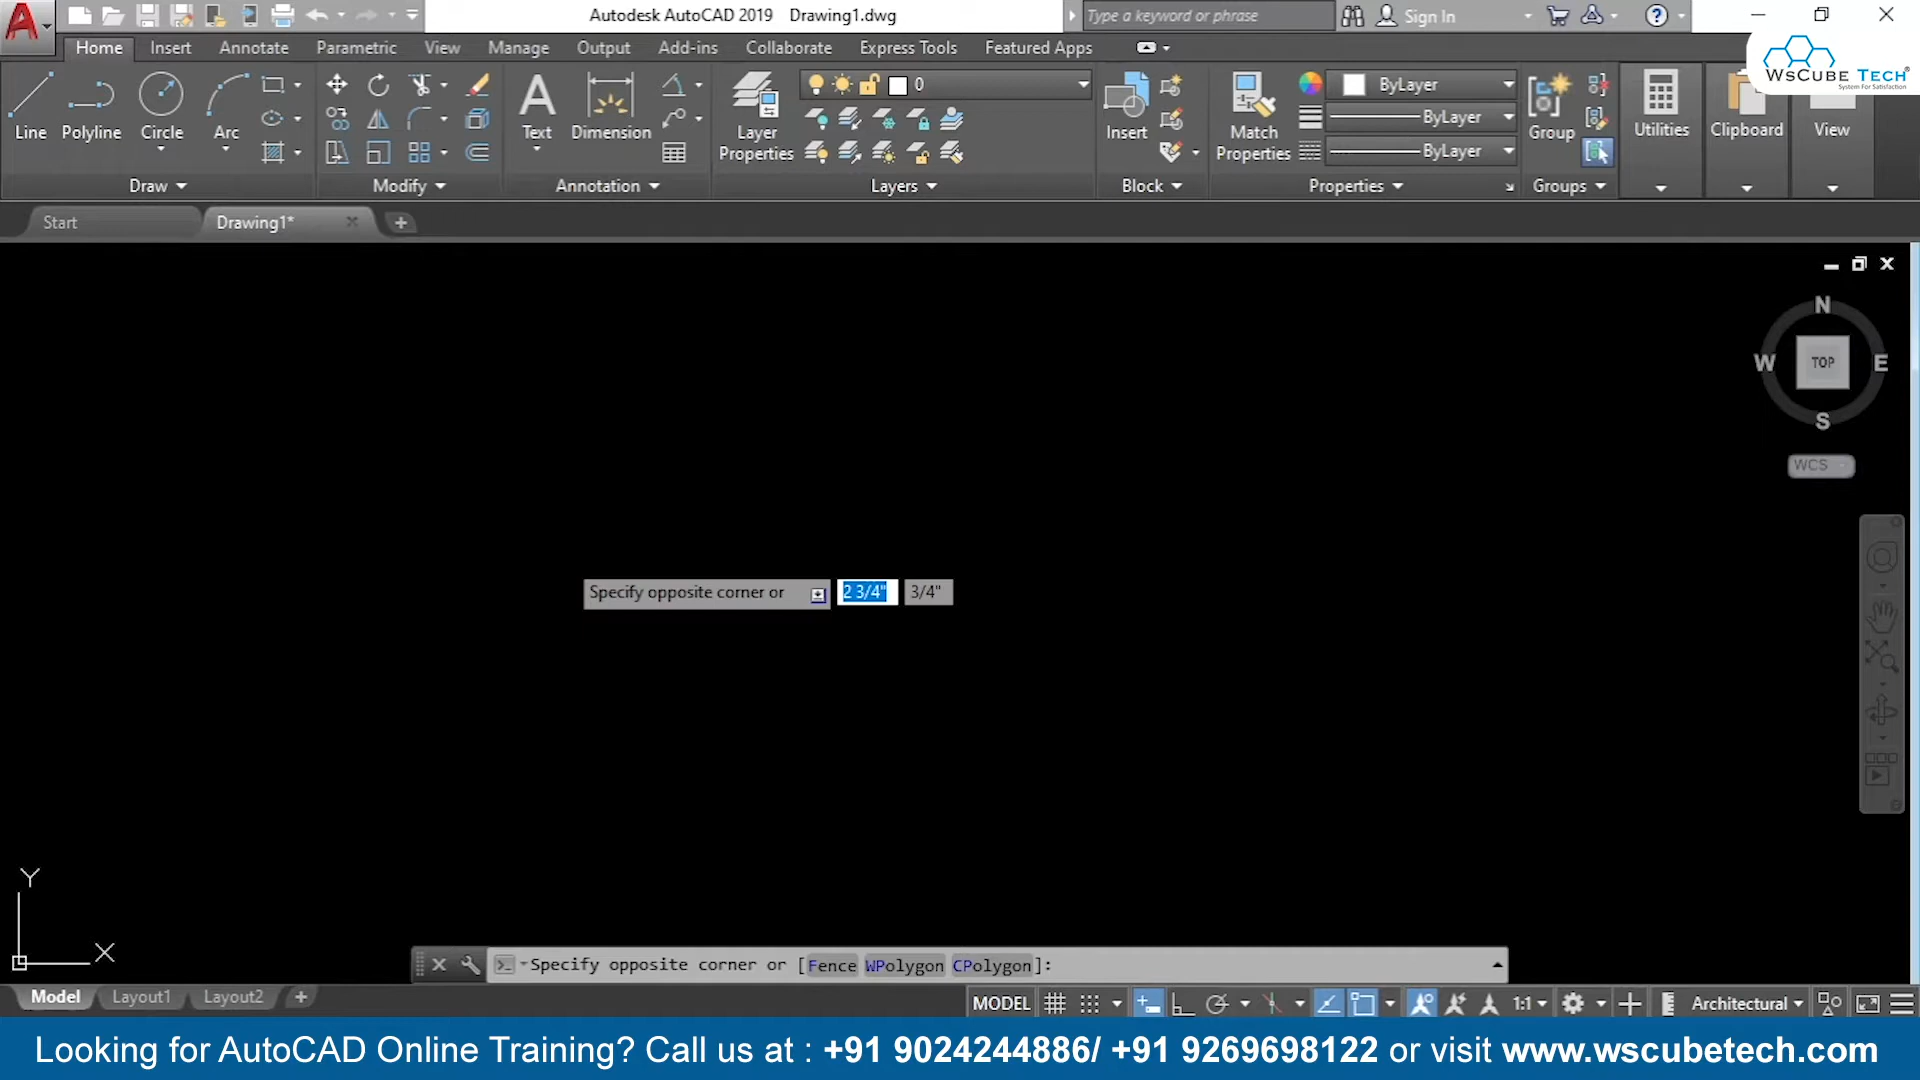 Autodesk AutoCAD 2019 Drawing1.dwg
Type a keyword or phrase
Sign In
Home Insert Annotate Parametric View Manage Output Add-ins Collaborate Express Tools Featured Apps
WsCube Tech®
System For Satisfaction
0
ByLayer
ByLayer
ByLayer
Line Polyline Circle Arc
Text Dimension
Layer
Properties
Insert
Match
Properties
Group
Utilities Clipboard View
Draw Modify Annotation Layers Block Properties Groups
Start Drawing1*
N
W TOP E
S
WCS
Specify opposite corner or 2 3/4" 3/4"
Y
X
Specify opposite corner or [Fence WPolygon CPolygon]:
Model Layout1 Layout2
MODEL 1:1 Architectural
Looking for AutoCAD Online Training? Call us at : +91 9024244886/ +91 9269698122 or visit www.wscubetech.com